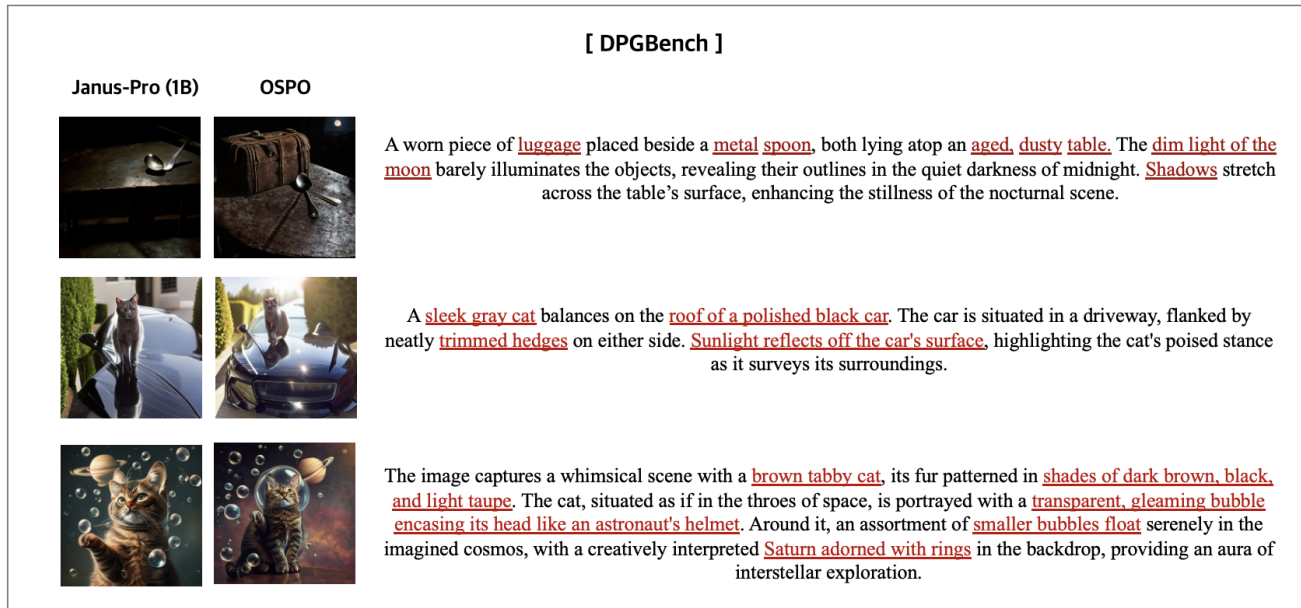 [ DPGBench ]
Janus-Pro (1B) OSPO
A worn piece of luggage placed beside a metal spoon, both lying atop an aged, dusty table. The dim light of the
moon barely illuminates the objects, revealing their outlines in the quiet darkness of midnight. Shadows stretch
across the table’s surface, enhancing the stillness of the nocturnal scene.
A sleek gray cat balances on the roof of a polished black car. The car is situated in a driveway, flanked by
neatly trimmed hedges on either side. Sunlight reflects off the car's surface, highlighting the cat's poised stance
as it surveys its surroundings.
The image captures a whimsical scene with a brown tabby cat, its fur patterned in shades of dark brown, black,
and light taupe. The cat, situated as if in the throes of space, is portrayed with a transparent, gleaming bubble
encasing its head like an astronaut's helmet. Around it, an assortment of smaller bubbles float serenely in the
imagined cosmos, with a creatively interpreted Saturn adorned with rings in the backdrop, providing an aura of
interstellar exploration.